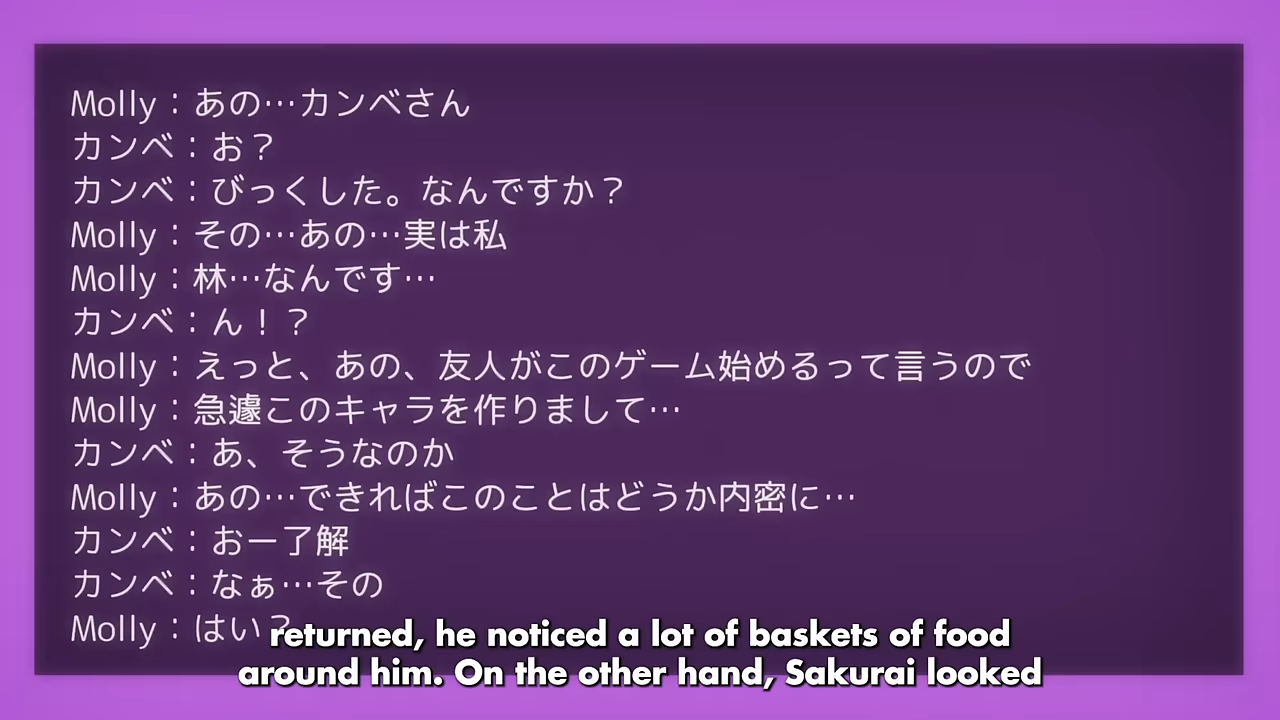 Molly：あの…カンベさん
カンベ：お？
カンベ：びっくりした。なんですか？
Molly：その…あの…実は私
Molly：林…なんです…
カンベ：ん！？
Molly：えっと、あの、友人がこのゲーム始めるって言うので
Molly：急遽このキャラを作りまして…
カンベ：あ、そうなのか
Molly：あの…できればこのことはどうか内密に…
カンベ：おー了解
カンベ：なぁ…その
Molly：はい？
returned, he noticed a lot of baskets of food
around him. On the other hand, Sakurai looked